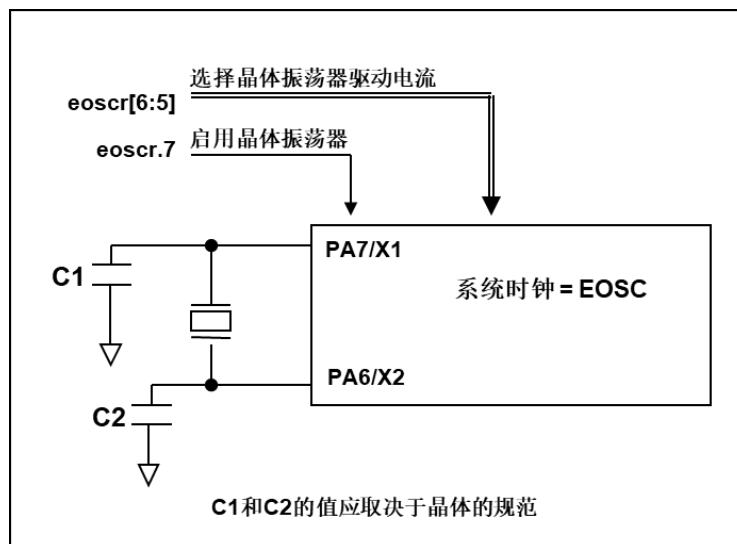 选择晶体振荡器驱动电流
eoscr[6:5]
启用晶体振荡器
eoscr.7
PA7/X1
C1
系统时钟 = EOSC
PA6/X2
C2
C1和C2的值应取决于晶体的规范